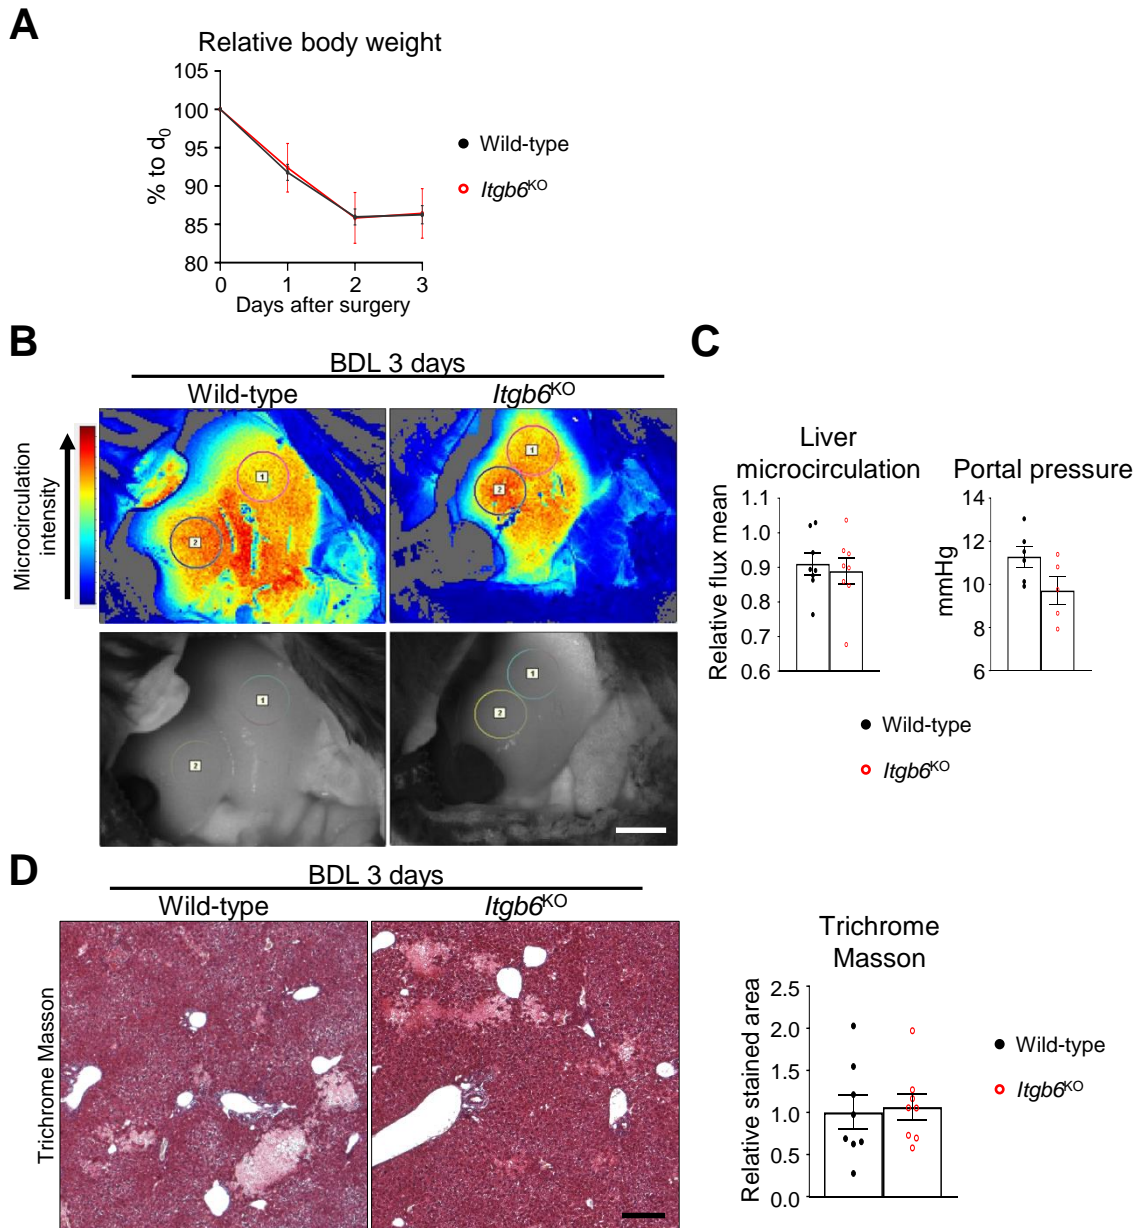 A
Relative body weight
105
100
95
90
85
80
% to d0
0 1 2 3
Days after surgery
Wild-type
Itgb6KO
B
BDL 3 days
Wild-type Itgb6KO
Microcirculation
intensity
1
2
1
2
1
2
1
2
C
Liver
microcirculation
1.1
1.0
0.9
0.8
0.7
0.6
Relative flux mean
Portal pressure
14
12
10
8
6
mmHg
Wild-type
Itgb6KO
D
BDL 3 days
Wild-type Itgb6KO
Trichrome Masson
Trichrome
Masson
2.5
2.0
1.5
1.0
0.5
0.0
Relative stained area
Wild-type
Itgb6KO